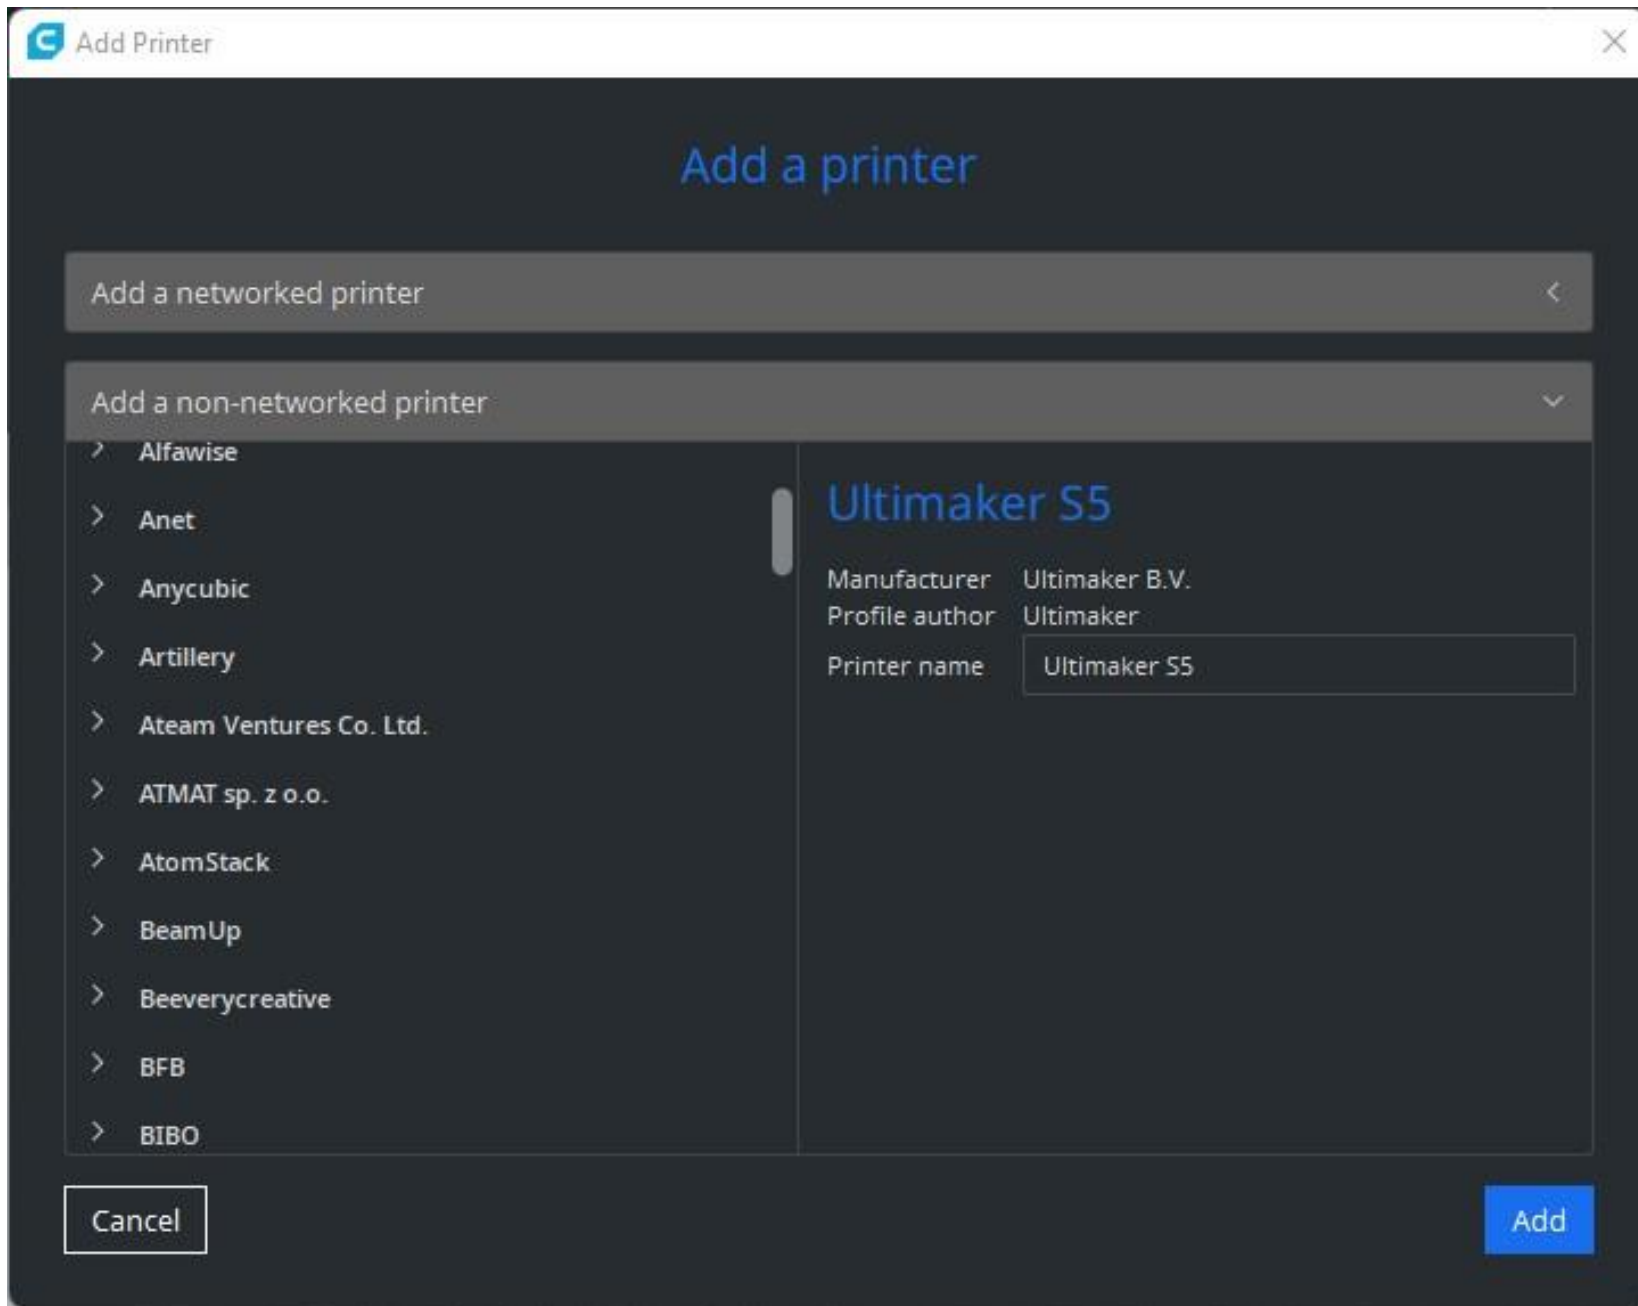 Add Printer
Add a printer
Add a networked printer
Add a non-networked printer
Alfawise
Anet
Anycubic
Artillery
Ateam Ventures Co. Ltd.
ATMAT sp. z o.o.
AtomStack
BeamUp
Beeverycreative
BFB
BIBO
Ultimaker S5
Manufacturer Ultimaker B.V.
Profile author Ultimaker
Printer name Ultimaker S5
Cancel
Add